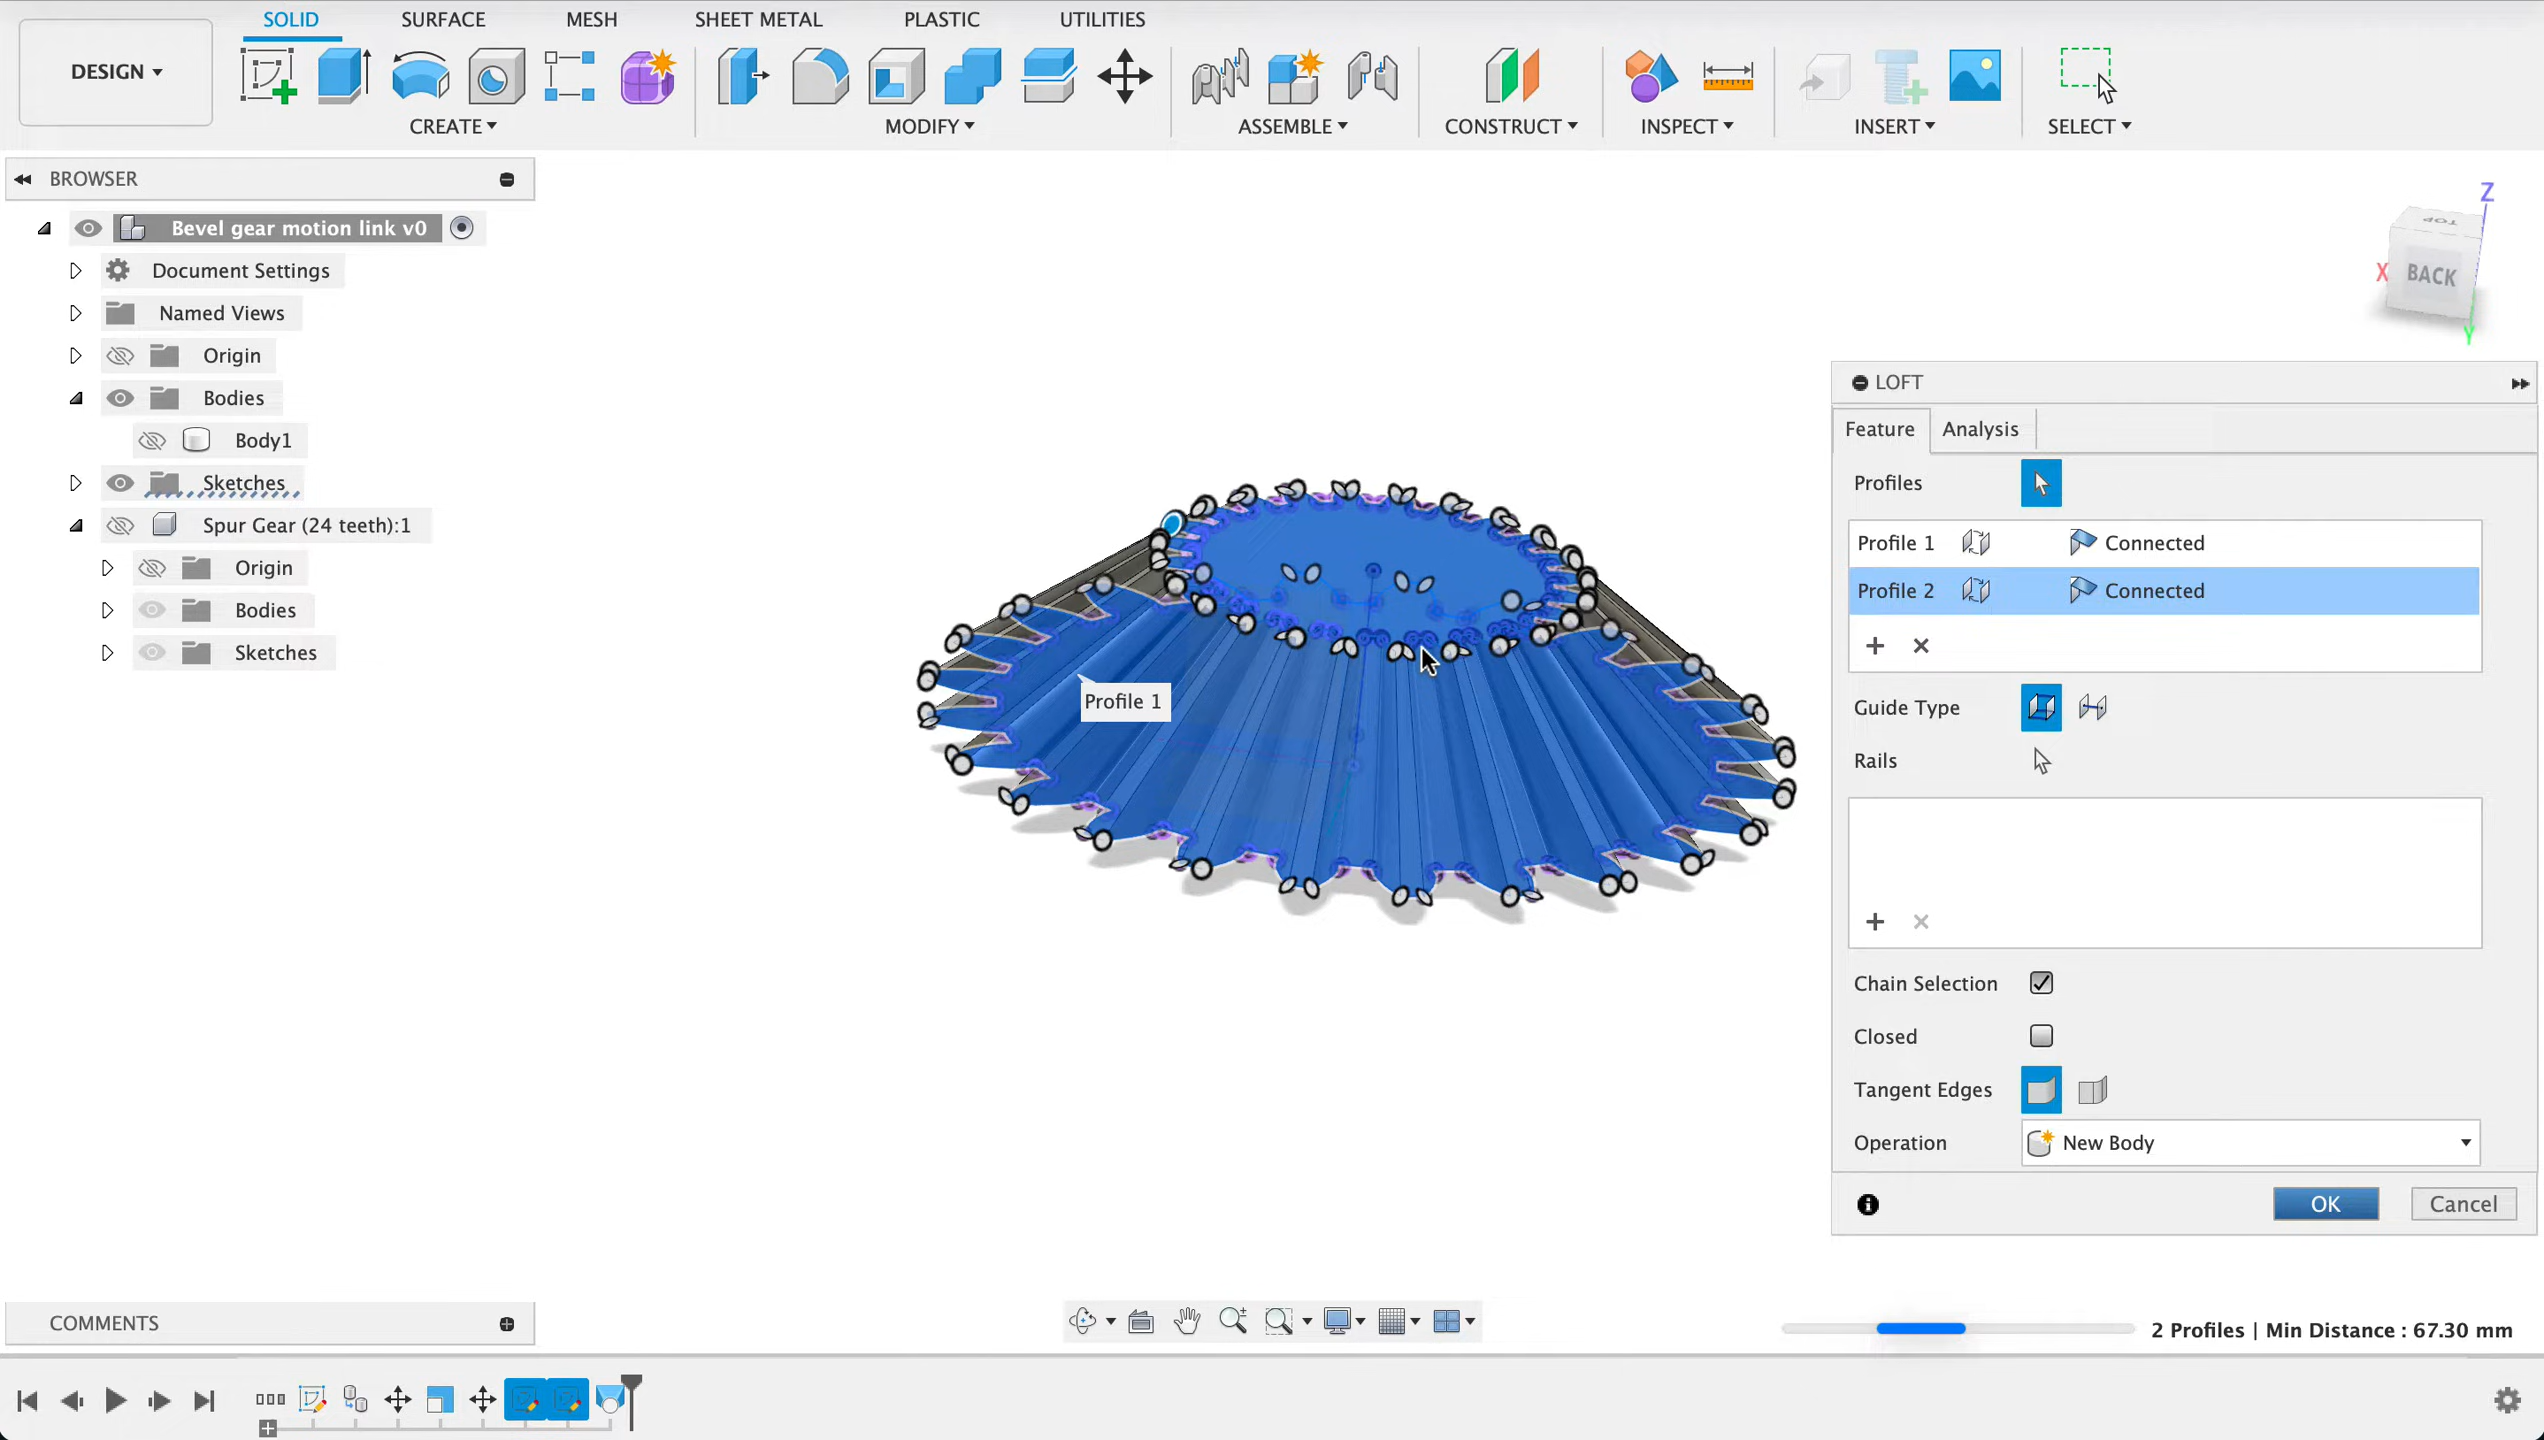 SOLID SURFACE MESH SHEET METAL PLASTIC UTILITIES
DESIGN
CREATE MODIFY ASSEMBLE CONSTRUCT INSPECT INSERT SELECT
BROWSER
Bevel gear motion link v0
Document Settings
Named Views
Origin
Bodies
Body1
Sketches
Spur Gear (24 teeth):1
Origin
Bodies
Sketches
Z
TOP
X
BACK
Y
Profile 1
LOFT
Feature Analysis
Profiles
Profile 1 Connected
Profile 2 Connected
Guide Type
Rails
Chain Selection
Closed
Tangent Edges
Operation New Body
OK Cancel
COMMENTS
2 Profiles | Min Distance : 67.30 mm